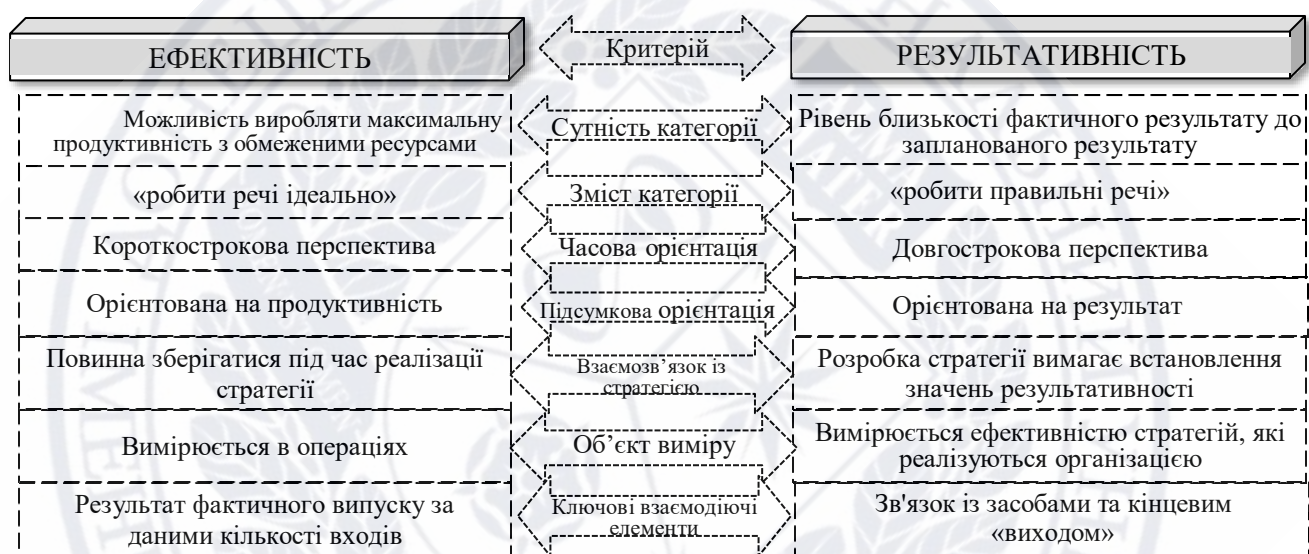 ЕФЕКТИВНІСТЬ
Критерій
РЕЗУЛЬТАТИВНІСТЬ
Можливість виробляти максимальну
продуктивність з обмеженими ресурсами
Сутність категорії
Рівень близькості фактичного результату до
запланованого результату
«робити речі ідеально»
Зміст категорії
«робити правильні речі»
Короткострокова перспектива
Часова орієнтація
Довгострокова перспектива
Орієнтована на продуктивність
Підсумкова орієнтація
Орієнтована на результат
Повинна зберігатися під час реалізації
стратегії
Взаємозв’язок із
стратегією
Розробка стратегії вимагає встановлення
значень результативності
Вимірюється в операціях
Об’єкт виміру
Вимірюється ефективністю стратегій, які
реалізуються організацією
Результат фактичного випуску за
даними кількості входів
Ключові взаємодіючі
елементи
Зв'язок із засобами та кінцевим
«виходом»